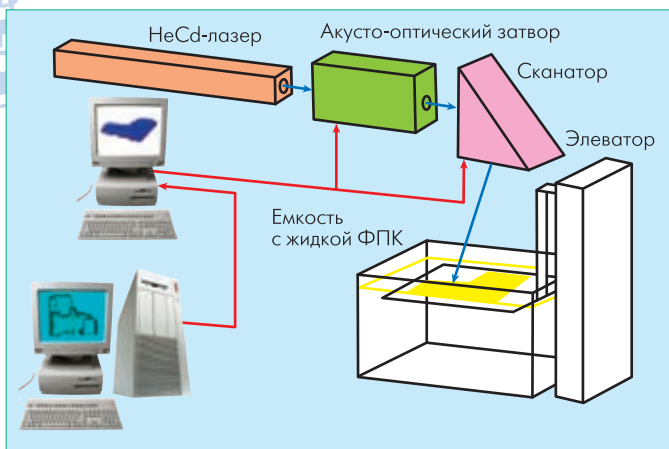 HeCd-лазер
Акусто-оптический затвор
Сканатор
Элеватор
Емкость
с жидкой ФПК